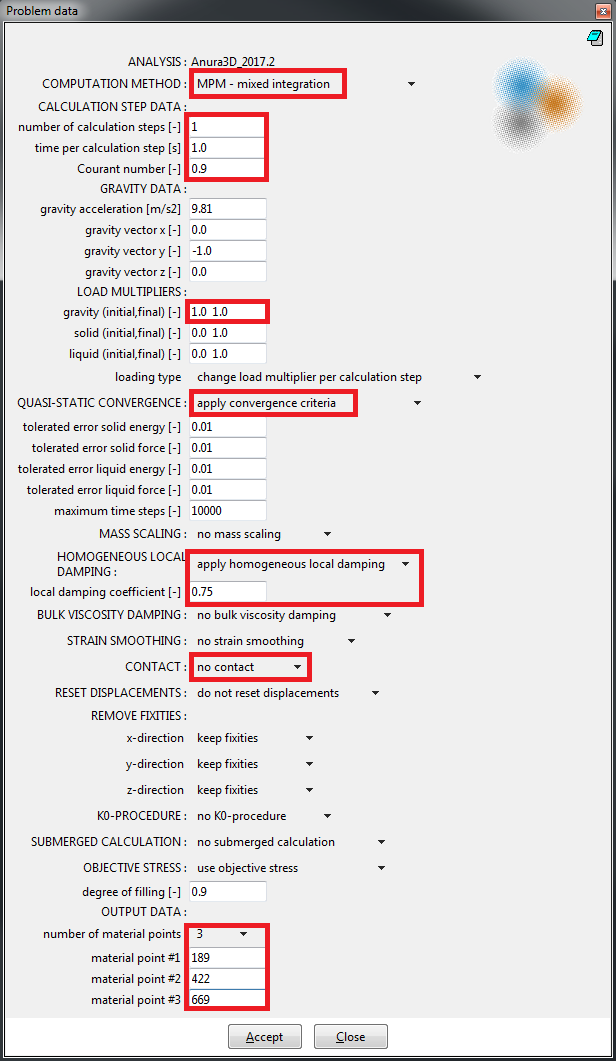 Problem data
ANALYSIS : Anura3D_2017.2
COMPUTATION METHOD : MPM - mixed integration
CALCULATION STEP DATA :
number of calculation steps [-] 1
time per calculation step [s] 1.0
Courant number [-] 0.9
GRAVITY DATA :
gravity acceleration [m/s2] 9.81
gravity vector x [-] 0.0
gravity vector y [-] -1.0
gravity vector z [-] 0.0
LOAD MULTIPLIERS :
gravity (initial,final) [-] 1.0 1.0
solid (initial,final) [-] 0.0 1.0
liquid (initial,final) [-] 0.0 1.0
loading type change load multiplier per calculation step
QUASI-STATIC CONVERGENCE : apply convergence criteria
tolerated error solid energy [-] 0.01
tolerated error solid force [-] 0.01
tolerated error liquid energy [-] 0.01
tolerated error liquid force [-] 0.01
maximum time steps [-] 10000
MASS SCALING : no mass scaling
HOMOGENEOUS LOCAL
DAMPING : apply homogeneous local damping
local damping coefficient [-] 0.75
BULK VISCOSITY DAMPING : no bulk viscosity damping
STRAIN SMOOTHING : no strain smoothing
CONTACT : no contact
RESET DISPLACEMENTS : do not reset displacements
REMOVE FIXITIES :
x-direction keep fixities
y-direction keep fixities
z-direction keep fixities
K0-PROCEDURE : no K0-procedure
SUBMERGED CALCULATION : no submerged calculation
OBJECTIVE STRESS : use objective stress
degree of filling [-] 0.9
OUTPUT DATA :
number of material points 3
material point #1 189
material point #2 422
material point #3 669
Accept Close